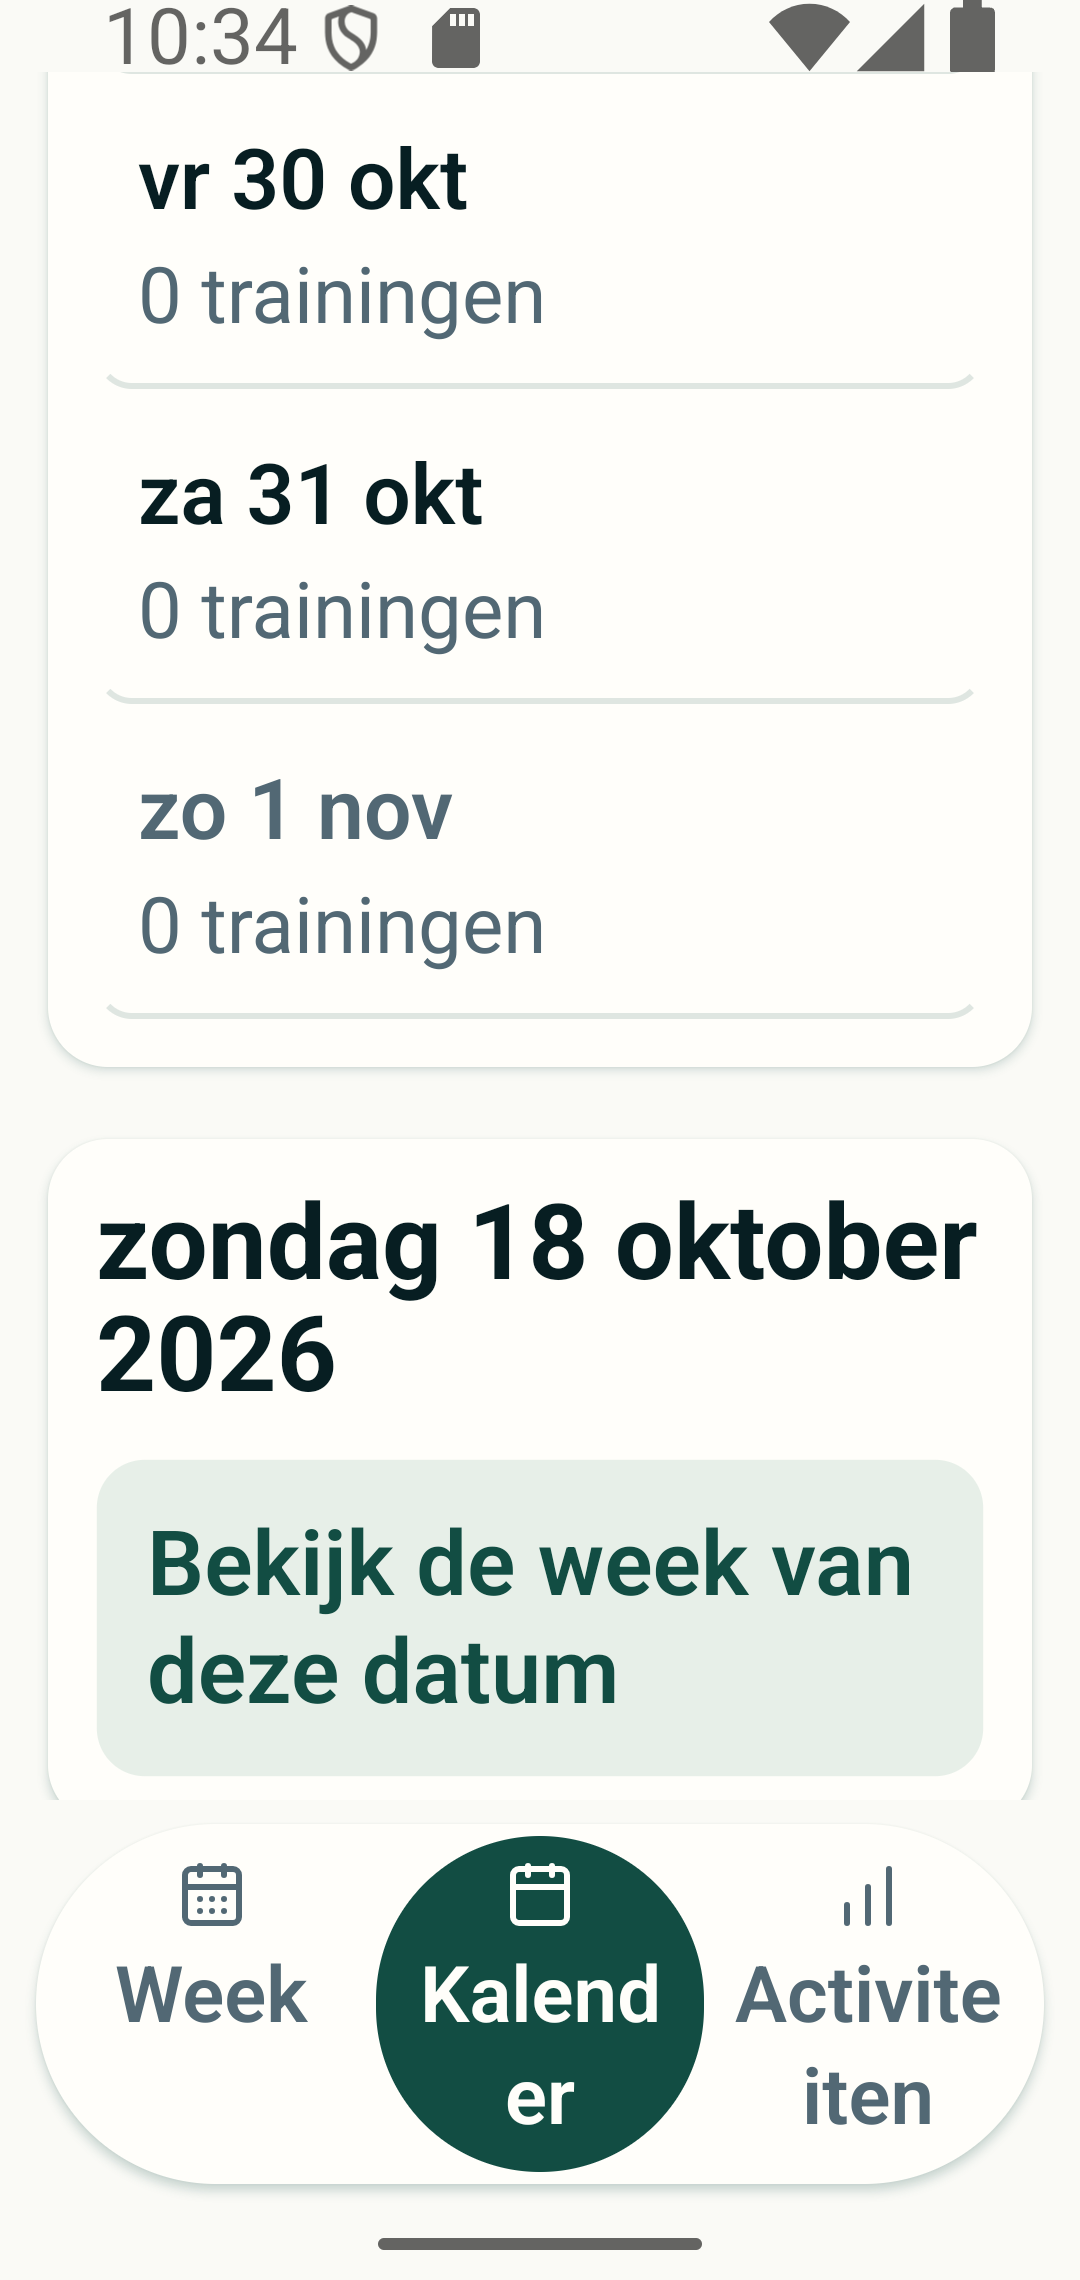 10:34
vr 30 okt
0 trainingen
za 31 okt
0 trainingen
zo 1 nov
0 trainingen
zondag 18 oktober
2026
Bekijk de week van
deze datum
Week
Kalend
er
Activite
iten